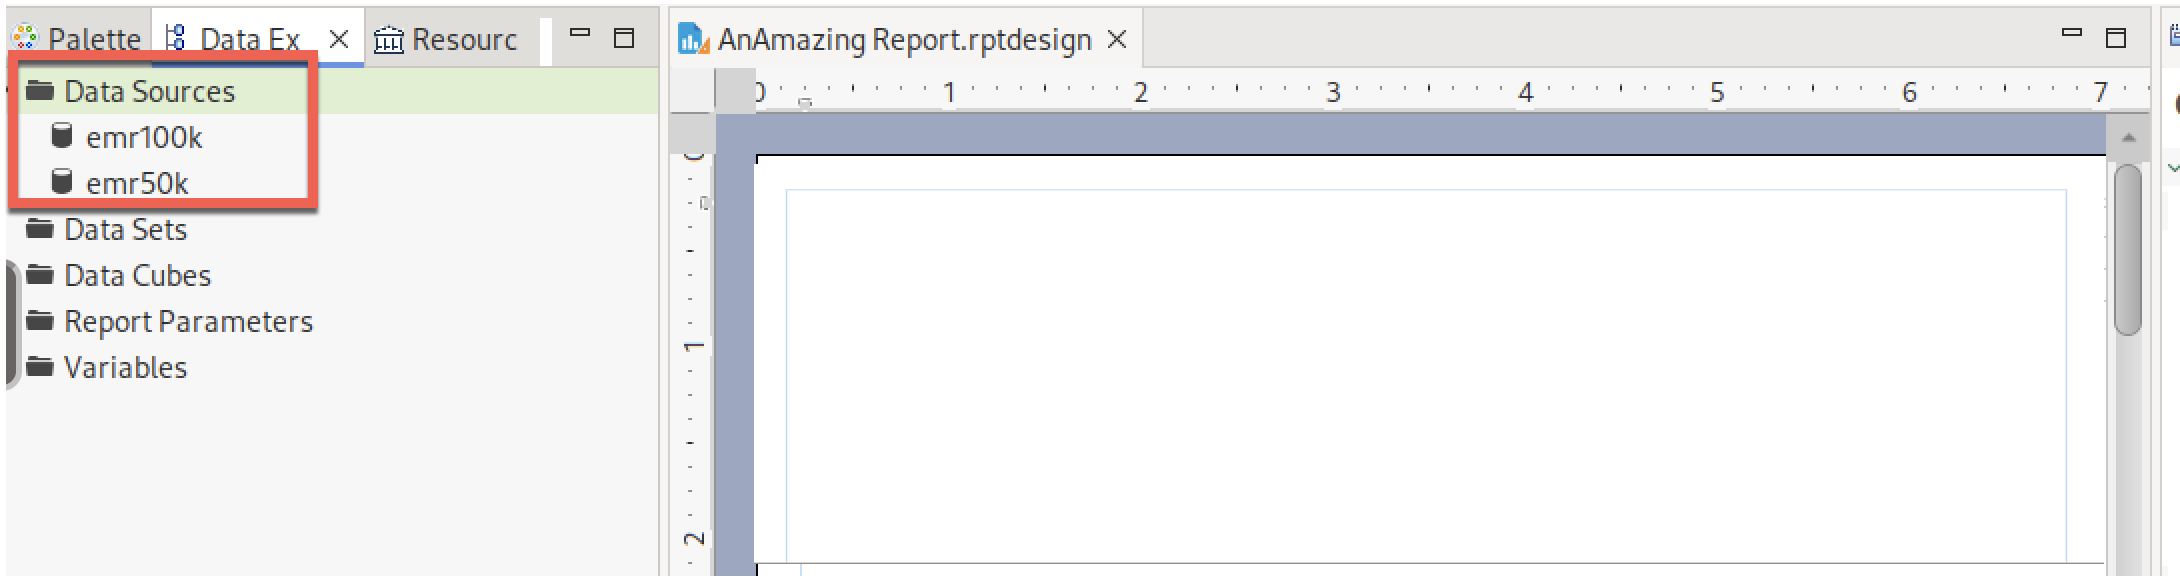 Palette Data Ex Resourc
AnAmazing Report.rptdesign
Data Sources
emr100k
emr50k
Data Sets
Data Cubes
Report Parameters
Variables
0 1 2 3 4 5 6 7
0
1
2